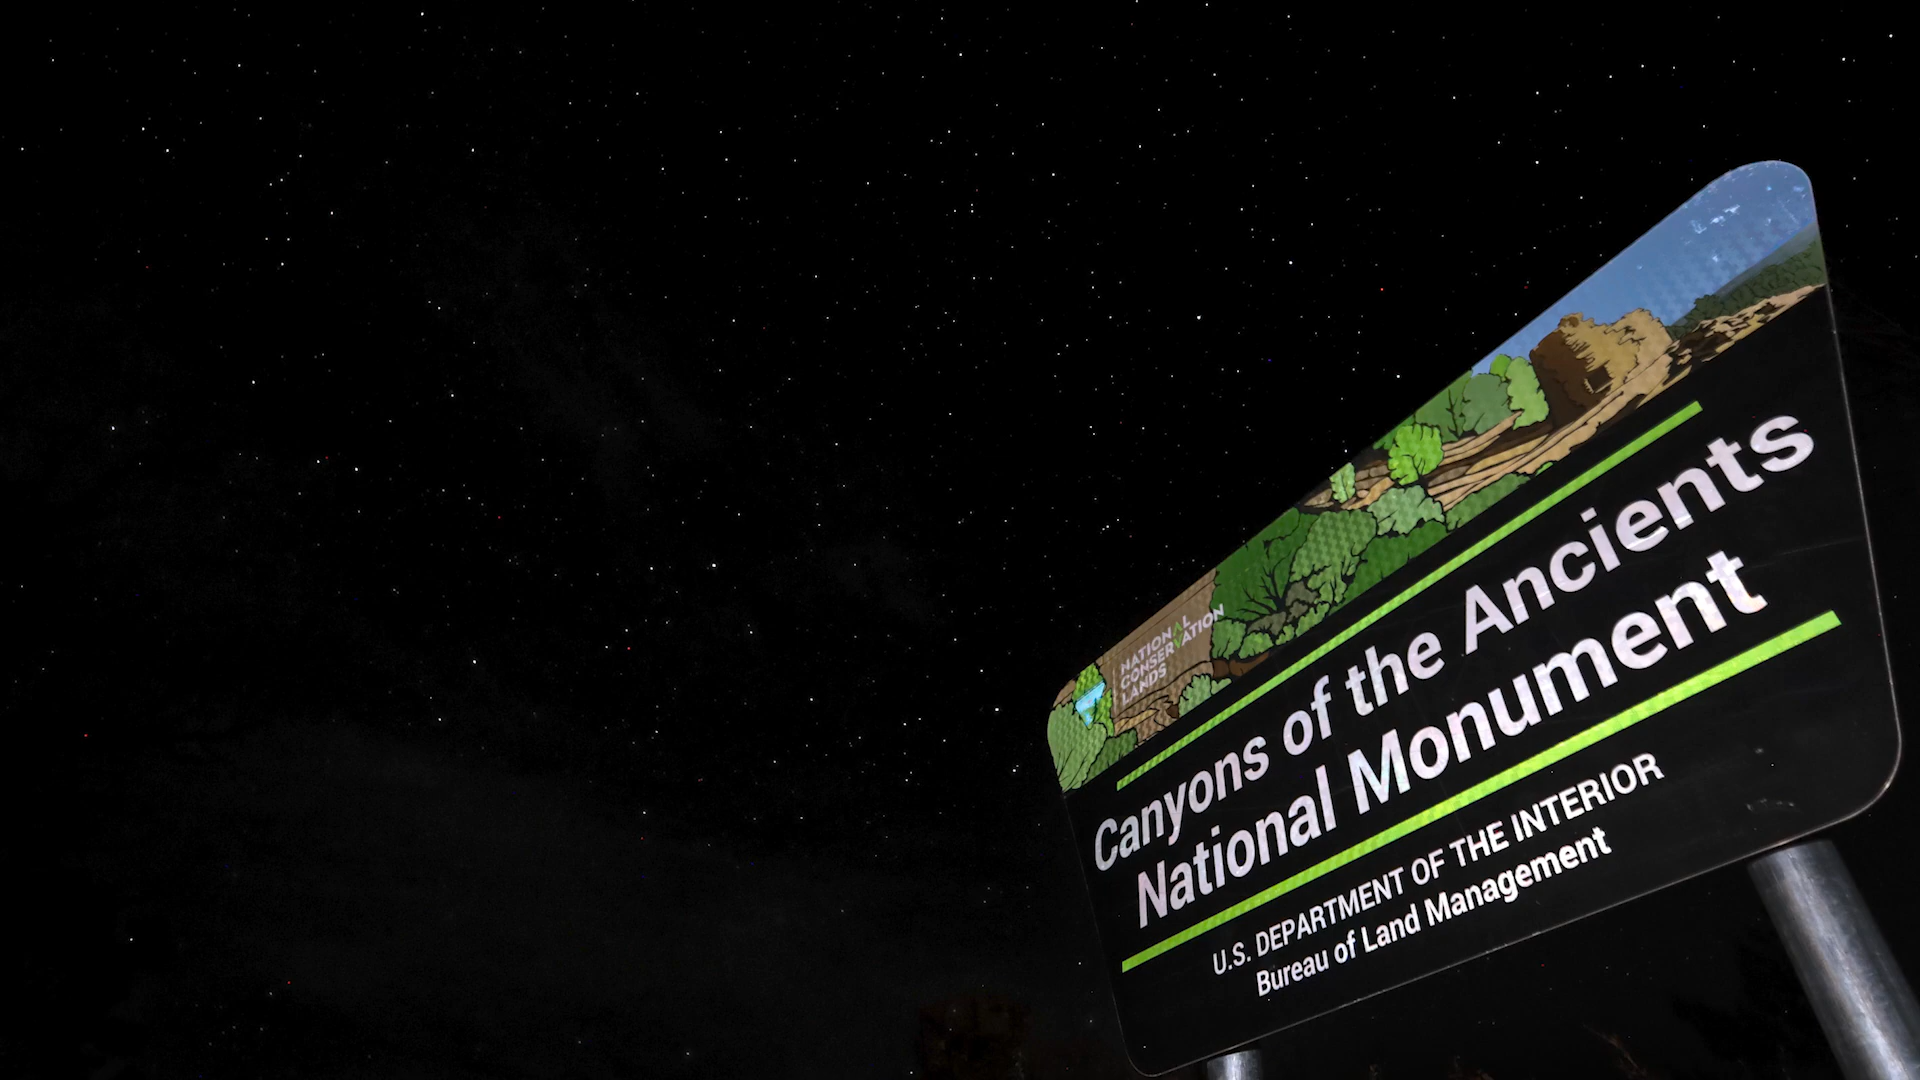 NATIONAL
CONSERVATION
LANDS
Canyons of the Ancients
National Monument
U.S. DEPARTMENT OF THE INTERIOR
Bureau of Land Management